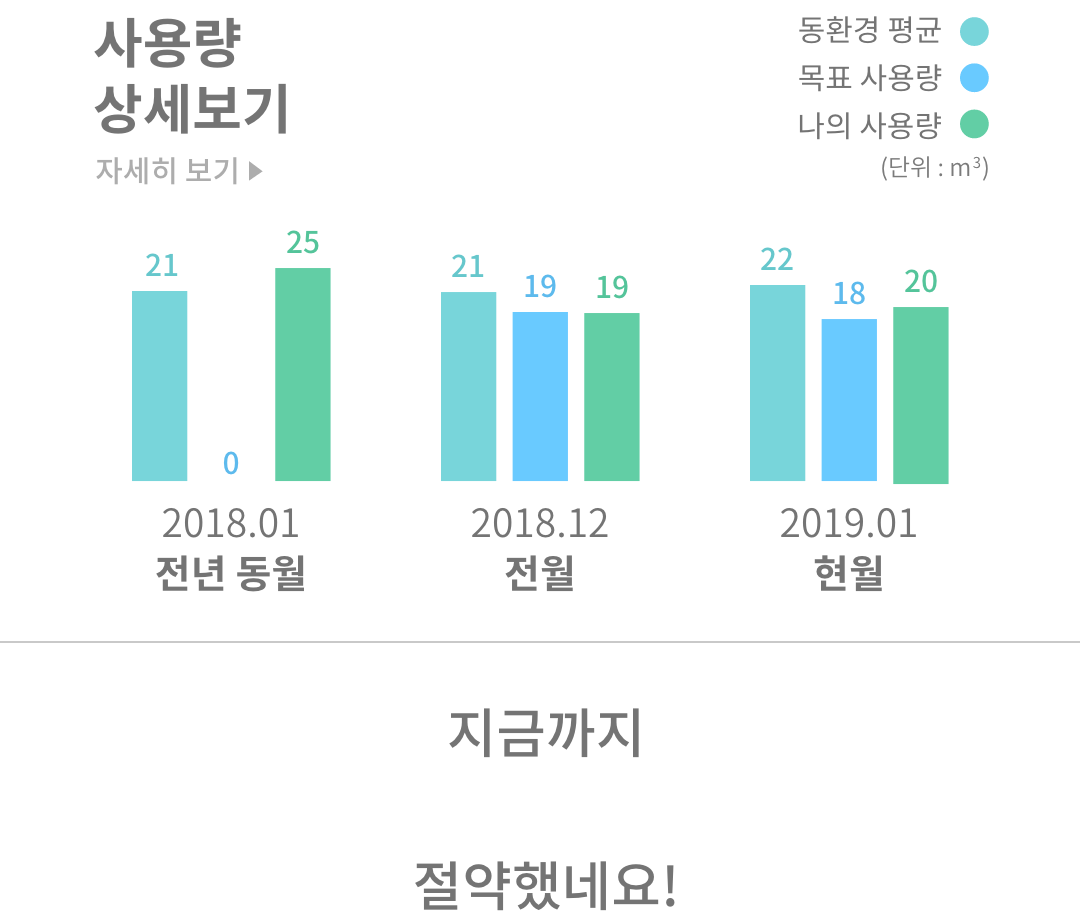 사용량
상세보기
자세히 보기
동환경 평균
목표 사용량
나의 사용량
(단위 : m³)
21 0 25
21 19 19
22 18 20
2018.01 2018.12 2019.01
전년 동월 전월 현월
지금까지
절약했네요!